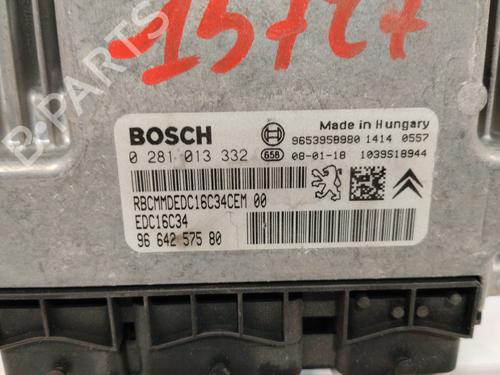 15727
B-PARTS
BOSCH
Made in Hungary
9653958980 1414 0557
0 281 013 332 658 08-01-18 1039S18944
RBCMMDEDC16C34CEM 00
EDC16C34
96 642 575 80